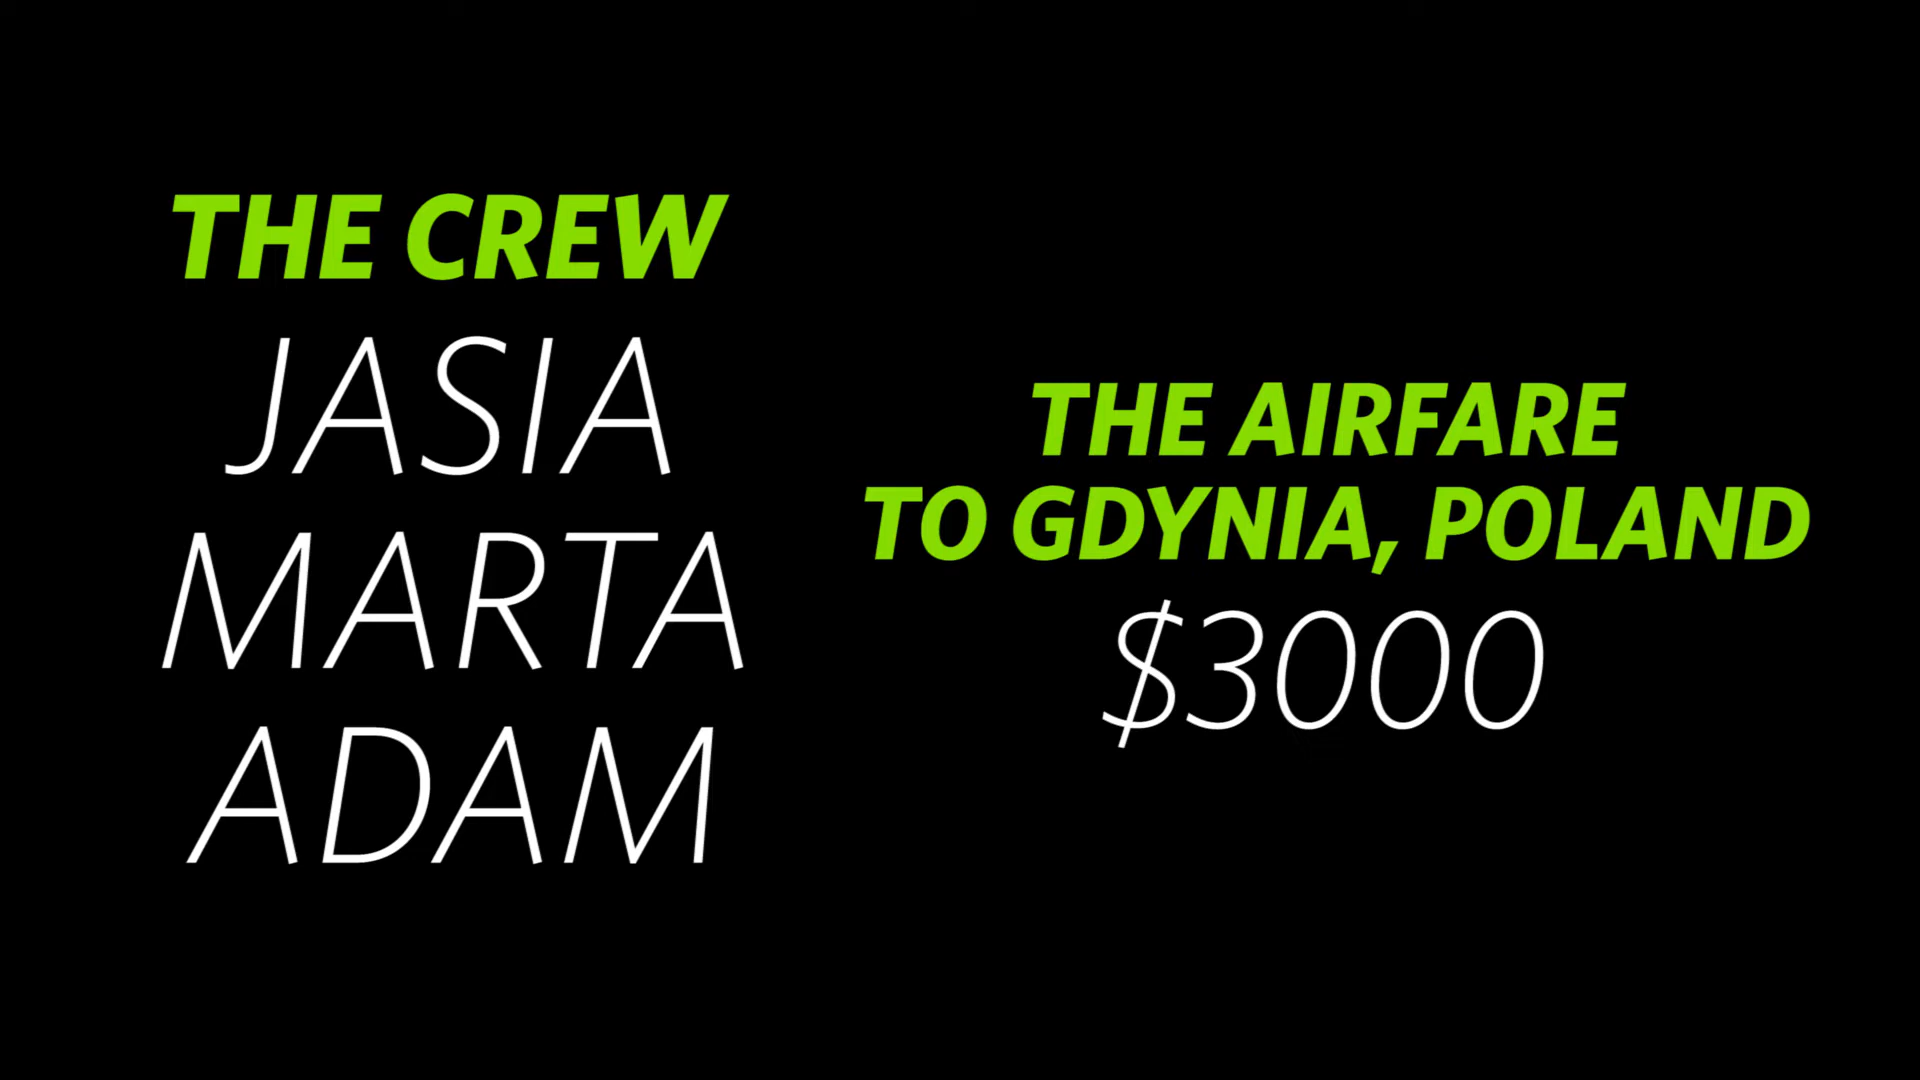 THE CREW
JASIA
MARTA
ADAM
THE AIRFARE
TO GDYNIA, POLAND
$3000